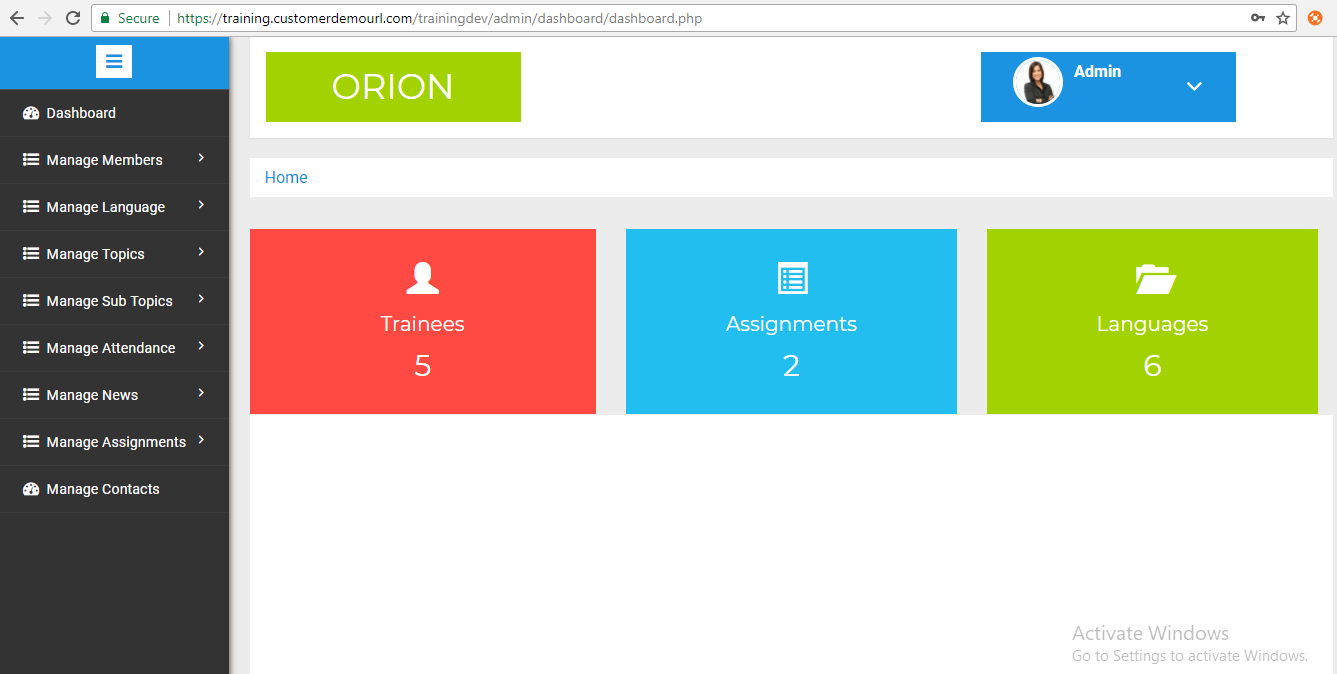 Secure https://training.customerdemourl.com/trainingdev/admin/dashboard/dashboard.php
ORION
Admin
Dashboard
Manage Members
Manage Language
Manage Topics
Manage Sub Topics
Manage Attendance
Manage News
Manage Assignments
Manage Contacts
Home
Trainees
5
Assignments
2
Languages
6
Activate Windows
Go to Settings to activate Windows.